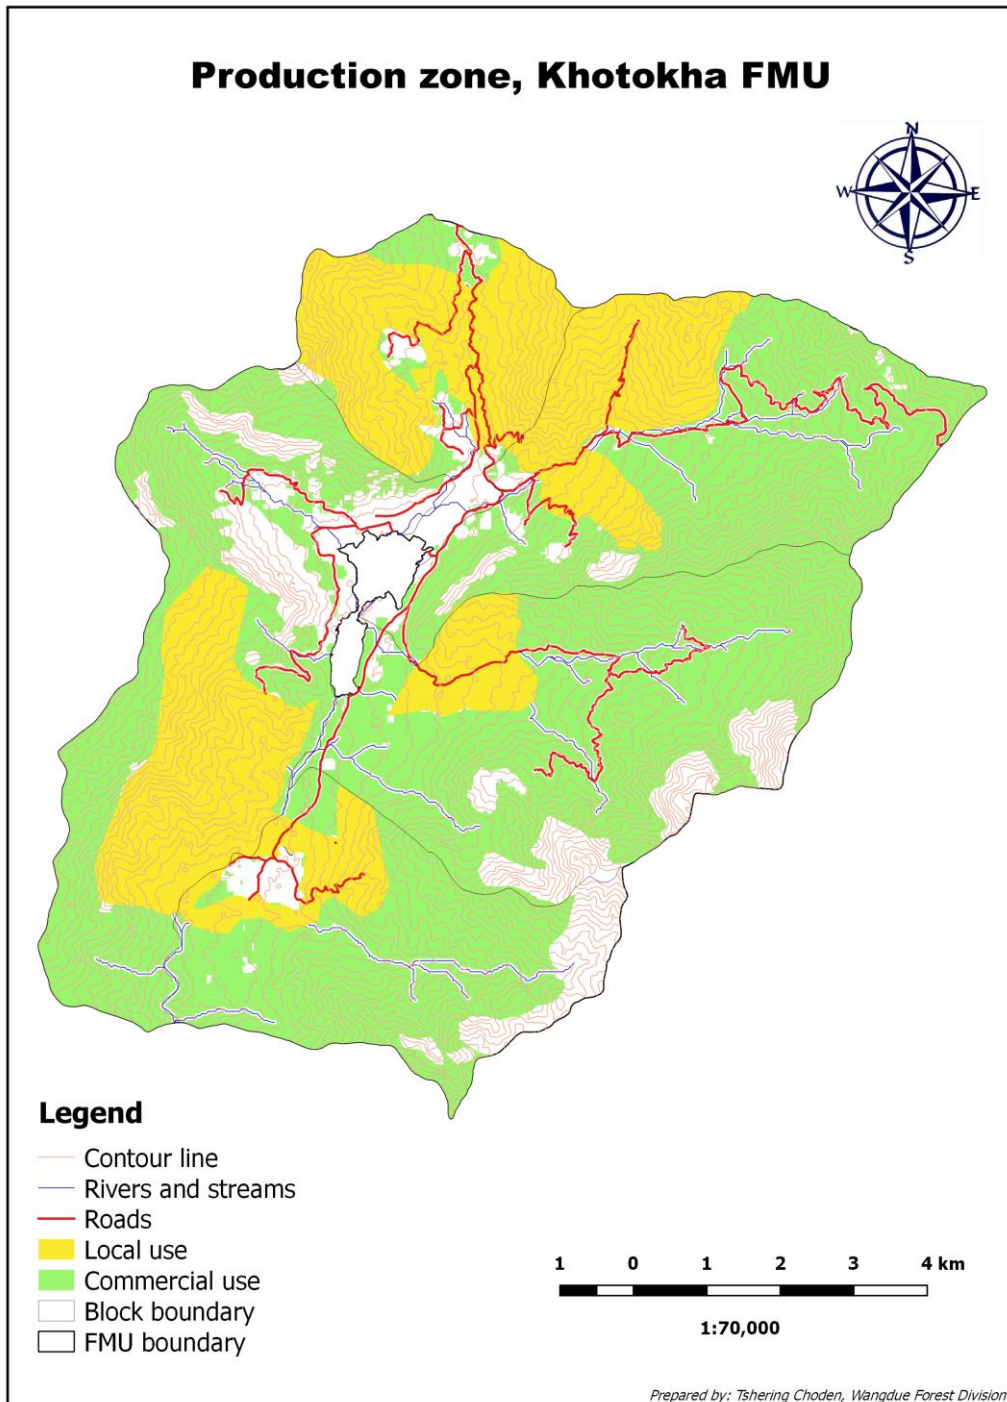 Production zone, Khotokha FMU
N
W E
S
Legend
Contour line
Rivers and streams
Roads
Local use
Commercial use
Block boundary
FMU boundary
1 0 1 2 3 4 km
1:70,000
Prepared by: Tshering Choden, Wangdue Forest Division